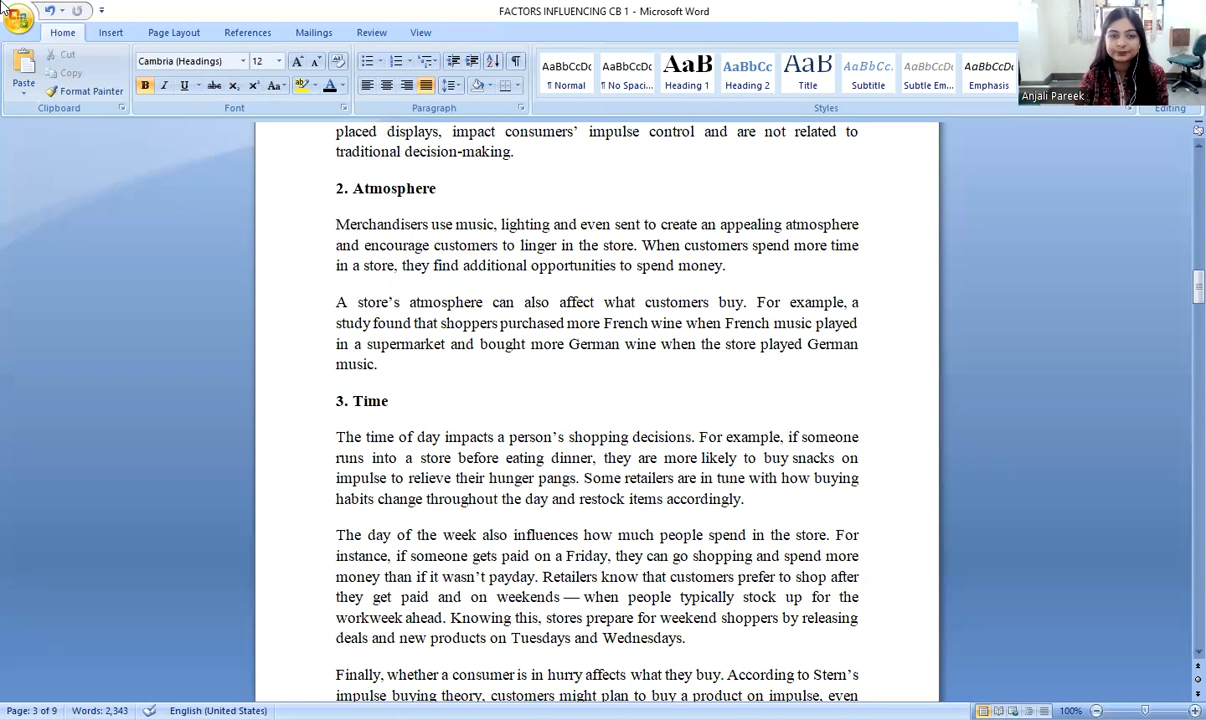 FACTORS INFLUENCING CB 1 - Microsoft Word
Home Insert Page Layout References Mailings Review View
Paste
Cut
Copy
Format Painter
Clipboard
Cambria (Headings) 12
Font
Paragraph
AaBbCcDc AaBbCcDc AaB AaBbCc AaB AaBbCc. AaBbCcDc AaBbCcDc
¶ Normal ¶ No Spaci... Heading 1 Heading 2 Title Subtitle Subtle Em... Emphasis
Styles
Editing
Anjali Pareek
placed displays, impact consumers’ impulse control and are not related to
traditional decision-making.
2. Atmosphere
Merchandisers use music, lighting and even sent to create an appealing atmosphere
and encourage customers to linger in the store. When customers spend more time
in a store, they find additional opportunities to spend money.
A store’s atmosphere can also affect what customers buy. For example, a
study found that shoppers purchased more French wine when French music played
in a supermarket and bought more German wine when the store played German
music.
3. Time
The time of day impacts a person’s shopping decisions. For example, if someone
runs into a store before eating dinner, they are more likely to buy snacks on
impulse to relieve their hunger pangs. Some retailers are in tune with how buying
habits change throughout the day and restock items accordingly.
The day of the week also influences how much people spend in the store. For
instance, if someone gets paid on a Friday, they can go shopping and spend more
money than if it wasn’t payday. Retailers know that customers prefer to shop after
they get paid and on weekends — when people typically stock up for the
workweek ahead. Knowing this, stores prepare for weekend shoppers by releasing
deals and new products on Tuesdays and Wednesdays.
Finally, whether a consumer is in hurry affects what they buy. According to Stern’s
impulse buying theory, customers might plan to buy a product on impulse, even
Page: 3 of 9 Words: 2,343 English (United States) 100%